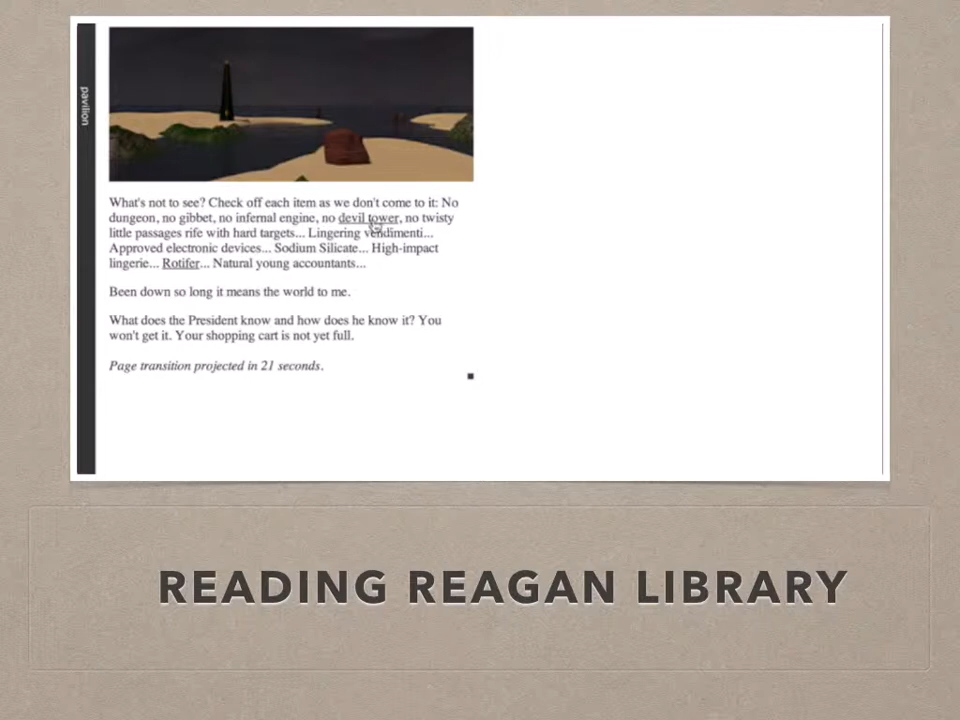 pavilion
What's not to see? Check off each item as we don't come to it: No
dungeon, no gibbet, no infernal engine, no devil tower, no twisty
little passages rife with hard targets... Lingering vendimenti...
Approved electronic devices... Sodium Silicate... High-impact
lingerie... Rotifer... Natural young accountants...
Been down so long it means the world to me.
What does the President know and how does he know it? You
won't get it. Your shopping cart is not yet full.
Page transition projected in 21 seconds.
READING REAGAN LIBRARY